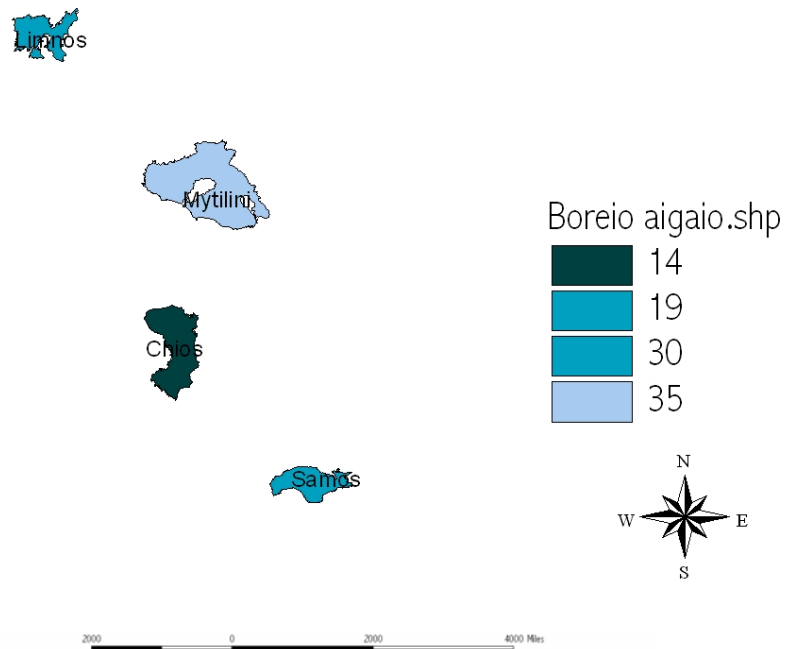 Limnos
Mytilini
Boreio aigaio.shp
14
19
30
35
Chios
Samos
N
W E
S
2000 0 2000 4000 Miles